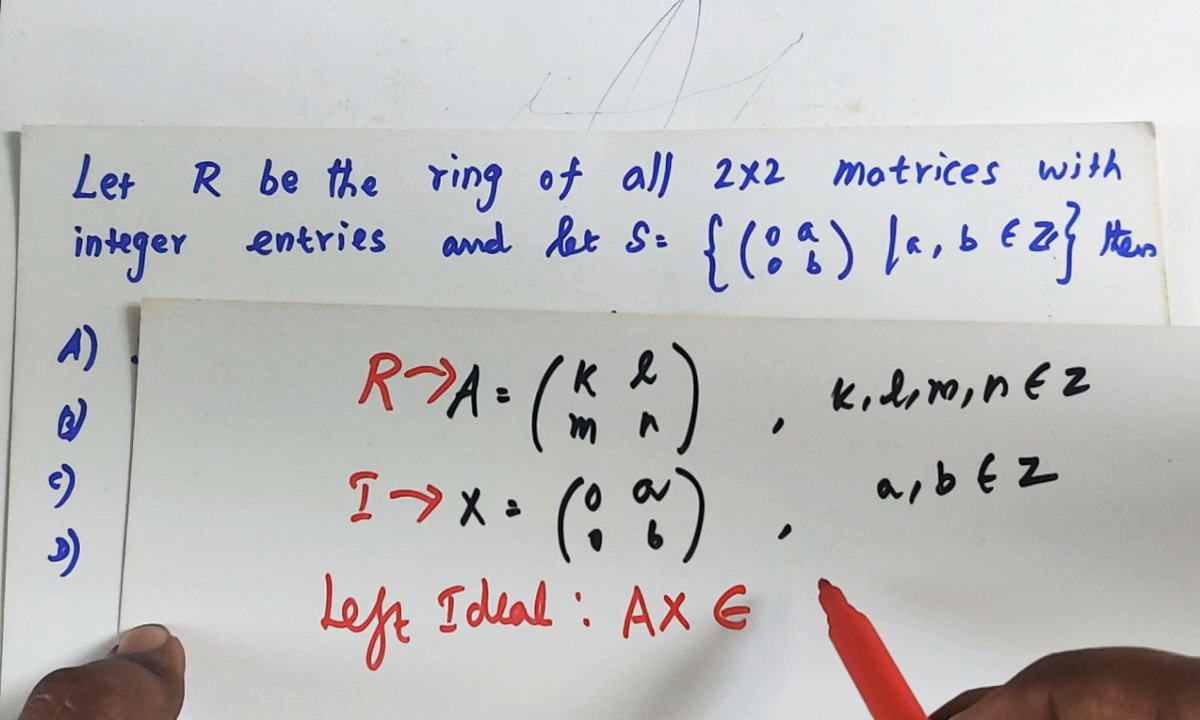 Let R be the ring of all 2x2 matrices with
integer entries and let S= { ( 0 a
0 b ) | a, b ∈ Z } then
A)
B)
C)
D)
R → A = ( k l
m n ) , k, l, m, n ∈ Z
I → X = ( 0 a
0 b ) , a, b ∈ Z
Left Ideal : AX ∈